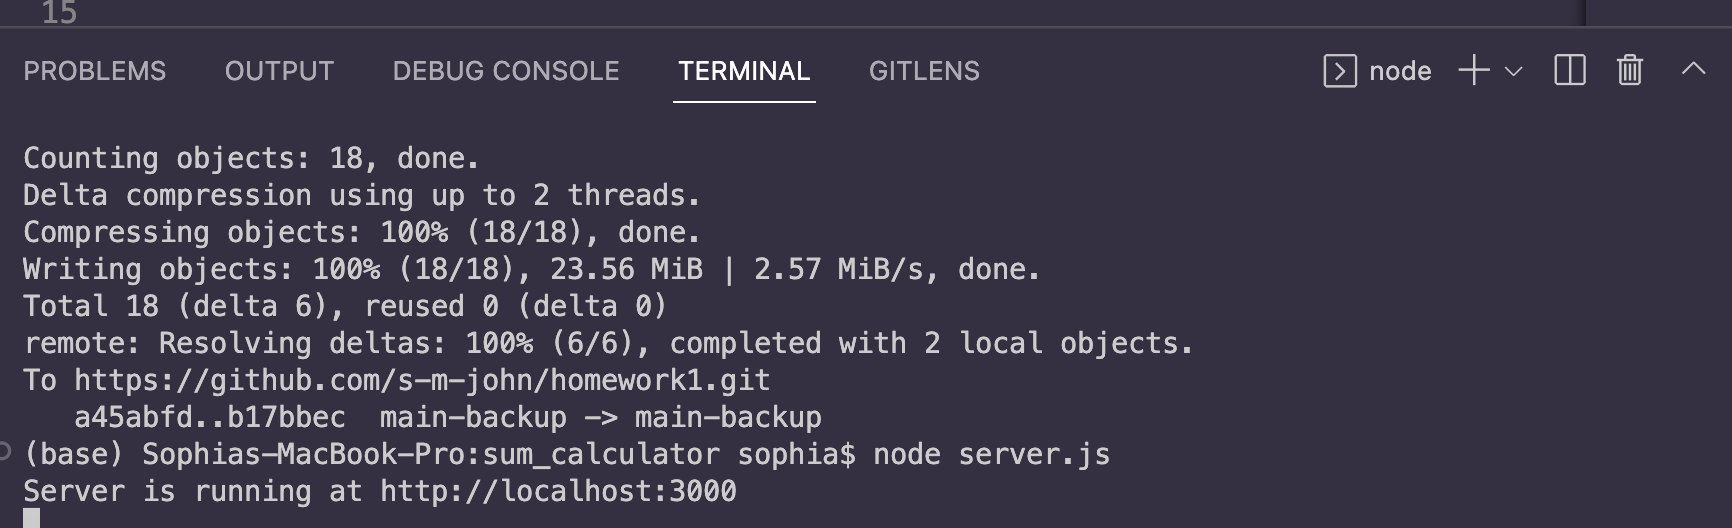 15
PROBLEMS OUTPUT DEBUG CONSOLE TERMINAL GITLENS node
Counting objects: 18, done.
Delta compression using up to 2 threads.
Compressing objects: 100% (18/18), done.
Writing objects: 100% (18/18), 23.56 MiB | 2.57 MiB/s, done.
Total 18 (delta 6), reused 0 (delta 0)
remote: Resolving deltas: 100% (6/6), completed with 2 local objects.
To https://github.com/s-m-john/homework1.git
   a45abfd..b17bbec  main-backup -> main-backup
(base) Sophias-MacBook-Pro:sum_calculator sophia$ node server.js
Server is running at http://localhost:3000